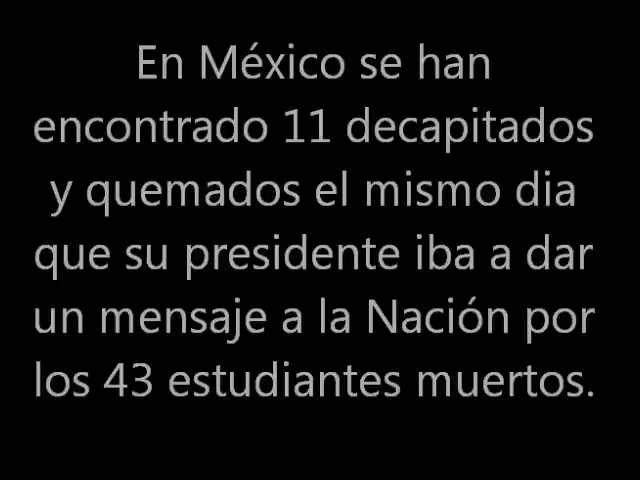 En México se han
encontrado 11 decapitados
y quemados el mismo dia
que su presidente iba a dar
un mensaje a la Nación por
los 43 estudiantes muertos.